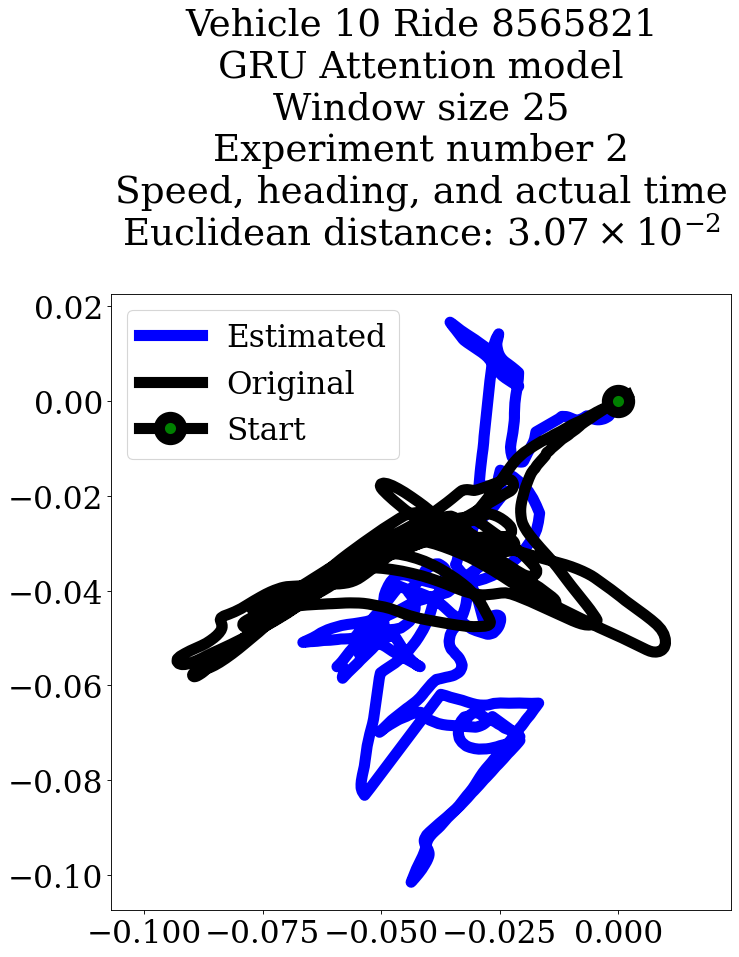 Vehicle 10 Ride 8565821
GRU Attention model
Window size 25
Experiment number 2
Speed, heading, and actual time
Euclidean distance: 3.07 × 10⁻²
Estimated
Original
Start
0.02
0.00
−0.02
−0.04
−0.06
−0.08
−0.10
−0.100 −0.075 −0.050 −0.025 0.000